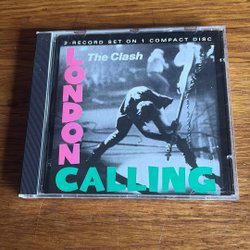 2-RECORD SET ON 1 COMPACT DISC
The Clash
LONDON
CALLING